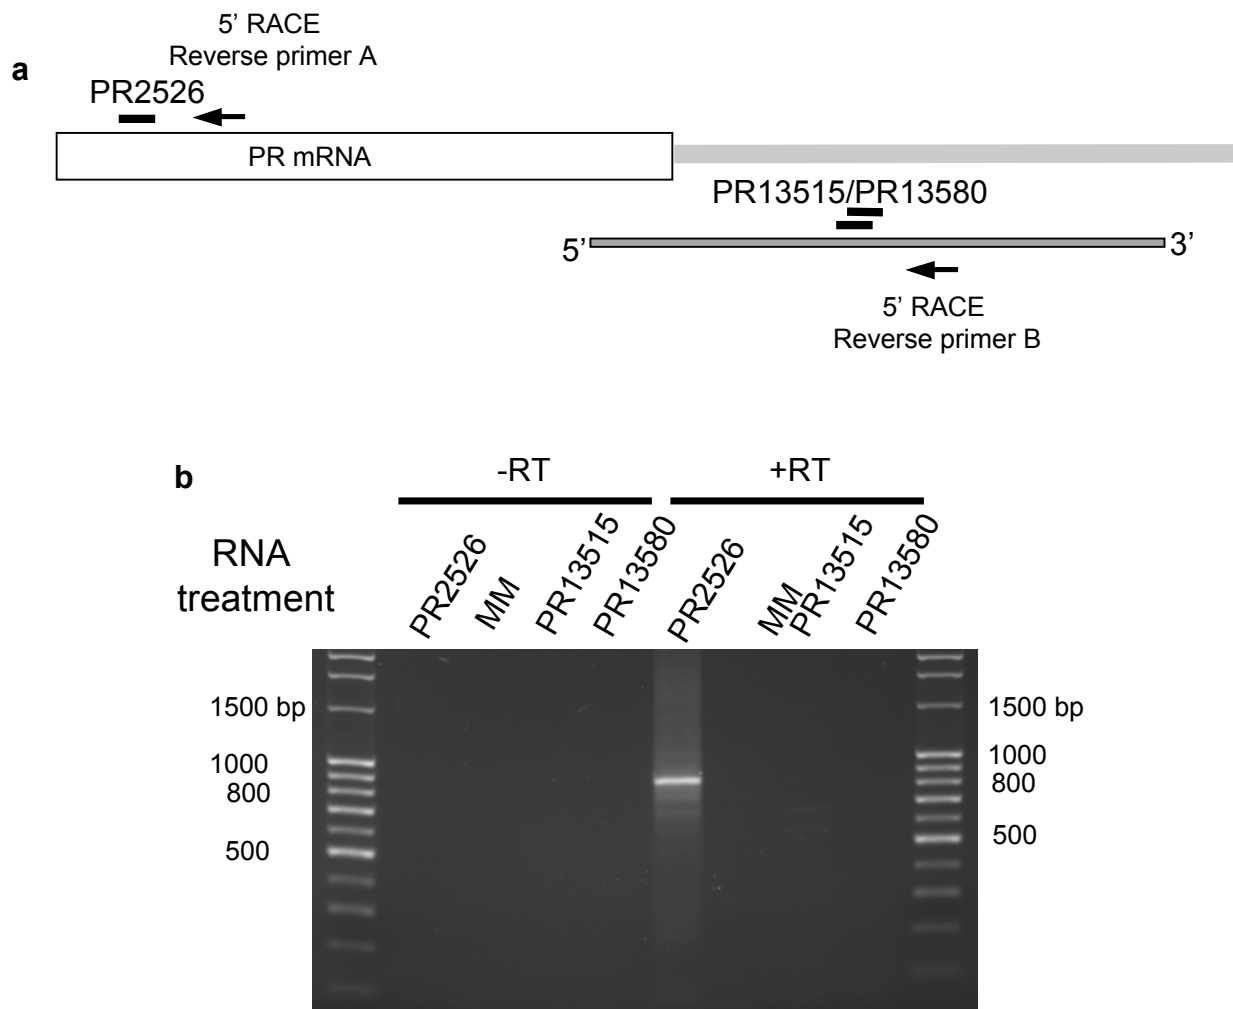 a
5’ RACE
Reverse primer A
PR2526
PR mRNA
PR13515/PR13580
5’
3’
5’ RACE
Reverse primer B
b
-RT
+RT
RNA
treatment
PR2526
MM
PR13515
PR13580
PR2526
MM
PR13515
PR13580
1500 bp
1000
800
500
1500 bp
1000
800
500